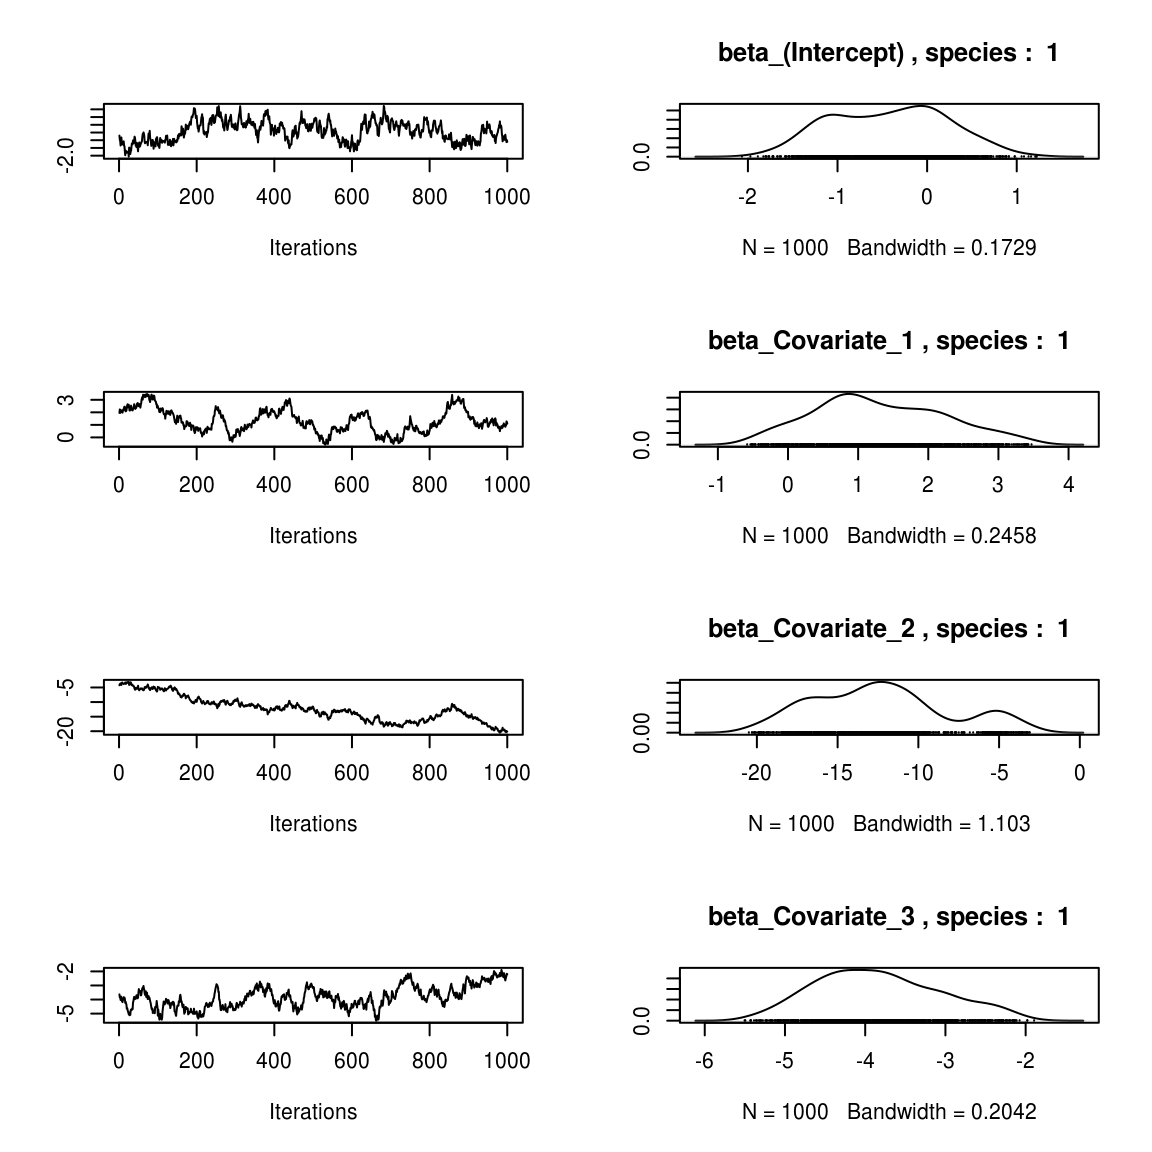 beta_(Intercept) , species :  1
-2.0
0 200 400 600 800 1000
Iterations
0.0
-2 -1 0 1
N = 1000   Bandwidth = 0.1729
beta_Covariate_1 , species :  1
3
0
0 200 400 600 800 1000
Iterations
0.0
-1 0 1 2 3 4
N = 1000   Bandwidth = 0.2458
beta_Covariate_2 , species :  1
-5
-20
0 200 400 600 800 1000
Iterations
0.00
-20 -15 -10 -5 0
N = 1000   Bandwidth = 1.103
beta_Covariate_3 , species :  1
-2
-5
0 200 400 600 800 1000
Iterations
0.0
-6 -5 -4 -3 -2
N = 1000   Bandwidth = 0.2042